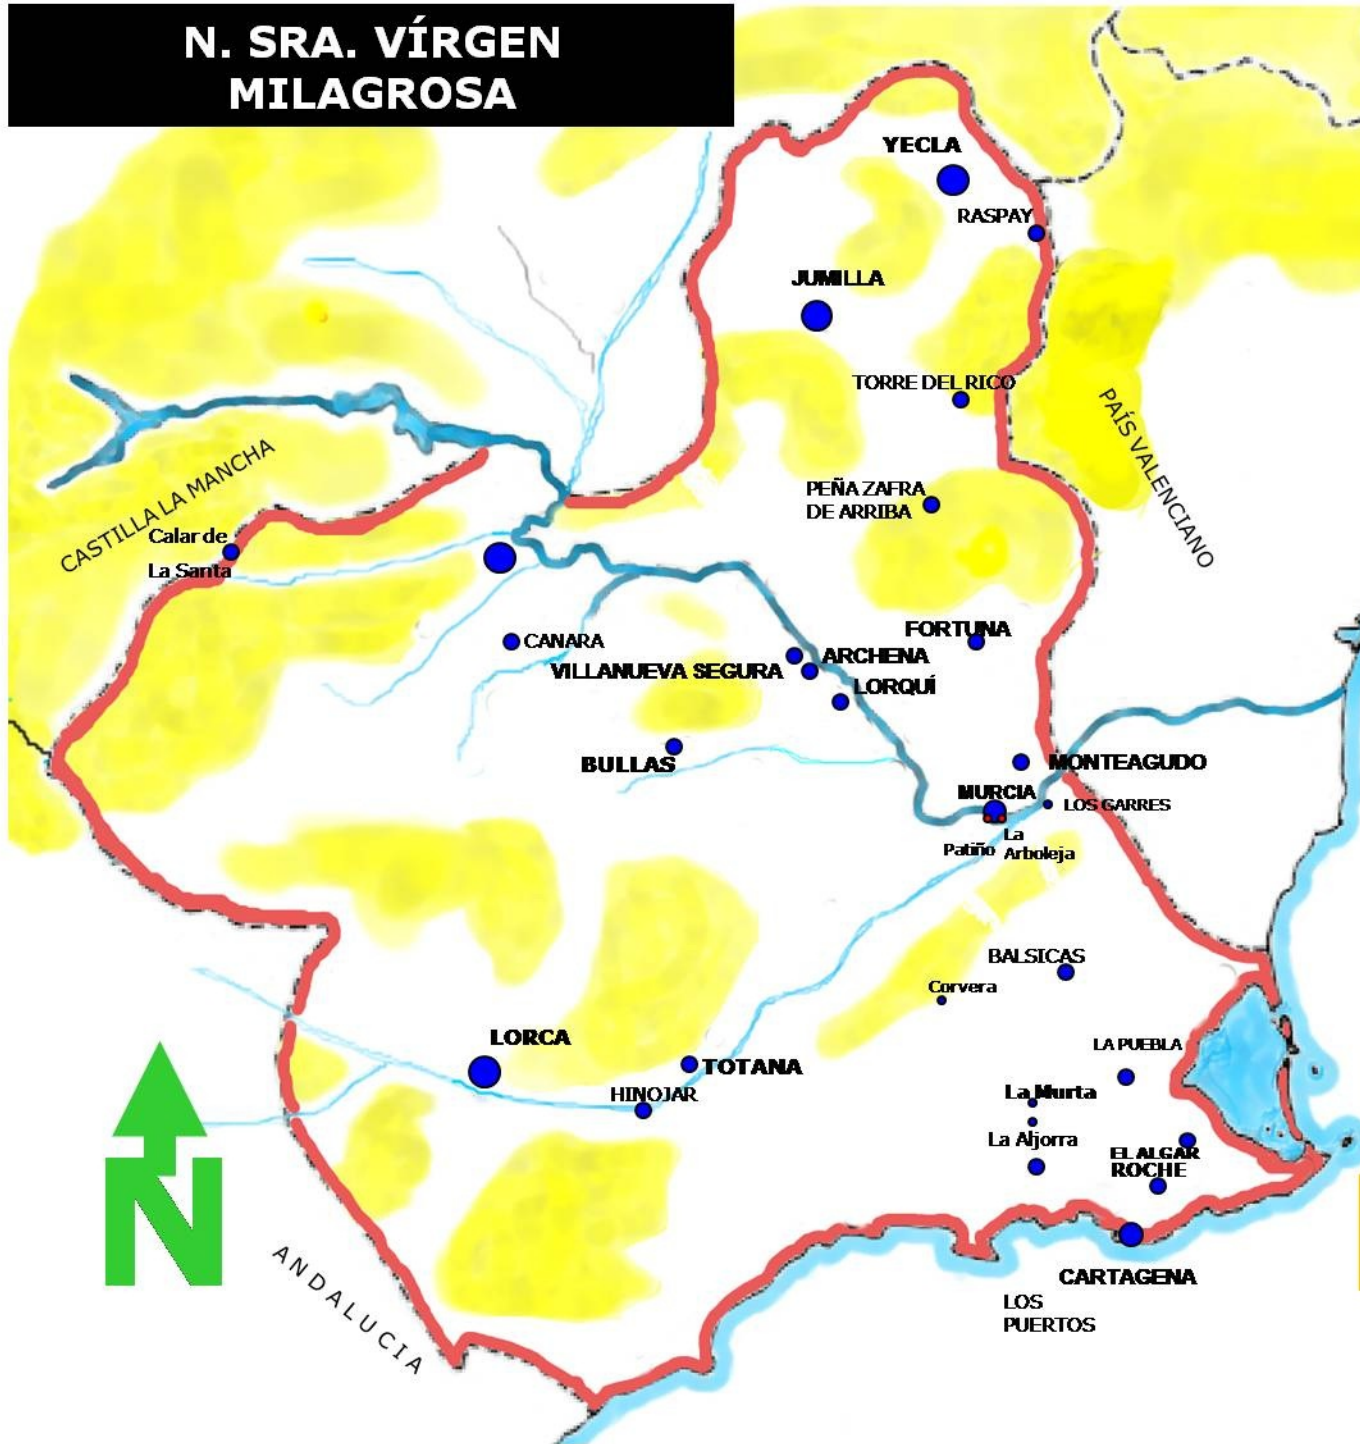 N. SRA. VÍRGEN
MILAGROSA
YECLA
RASPAY
JUMILLA
TORRE DEL RICO
PAÍS VALENCIANO
CASTILLA LA MANCHA
PEÑA ZAFRA
DE ARRIBA
Calar de
La Santa
FORTUNA
CANARA
ARCHENA
VILLANUEVA SEGURA
LORQUÍ
BULLAS
MONTEAGUDO
MURCIA
LOS GARRES
Patiño
La
Arboleja
BALSICAS
Corvera
LORCA
LA PUEBLA
TOTANA
HINOJAR
La Murta
La Aljorra
EL ALGAR
ROCHE
N
ANDALUCIA
CARTAGENA
LOS
PUERTOS